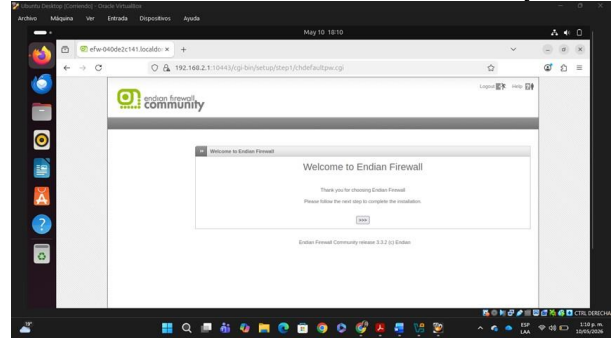 Ubuntu Desktop [Corriendo] - Oracle VirtualBox
Archivo Máquina Ver Entrada Dispositivos Ayuda
May 10 18:10
efw-040de2c141.localdo
192.168.2.1:10443/cgi-bin/setup/step1/chdefaultpw.cgi
endian firewall
community
Logout Help
Welcome to Endian Firewall
Welcome to Endian Firewall
Thank you for choosing Endian Firewall
Please follow the next step to complete the installation
>>>
Endian Firewall Community release 3.3.2 (c) Endian
CTRL DERECHA
ESP
LAA
1:10 p. m.
10/05/2026